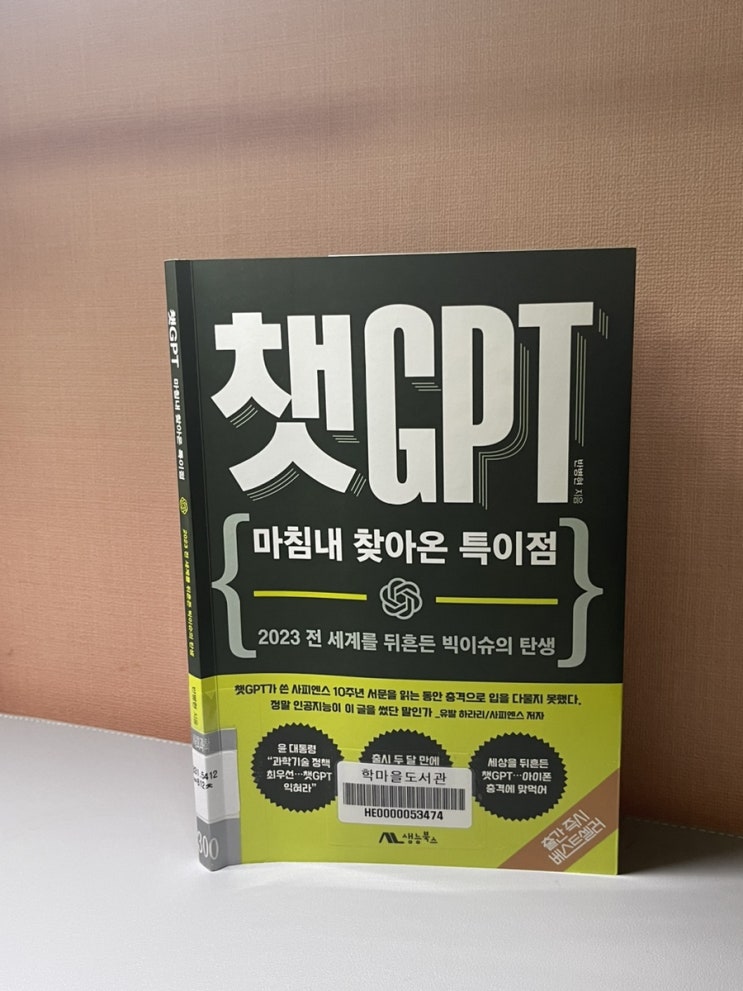 챗GPT
마침내 찾아온 특이점
2023 전 세계를 뒤흔든 빅이슈의 탄생
반병현 지음
챗GPT
마침내 찾아온 특이점
2023 전 세계를 뒤흔든 빅이슈의 탄생
반병현 지음
챗GPT가 쓴 사피엔스 10주년 서문을 읽는 동안 충격으로 입을 다물지 못했다.
정말 인공지능이 이 글을 썼단 말인가 _유발 하라리/사피엔스 저자
윤 대통령
"과학기술 정책
최우선…챗GPT
익혀라"
출시 두 달 만에
세상을 뒤흔든
챗GPT…아이폰
충격에 맞먹어
학마을도서관
HE0000053474
생능북스
출간 즉시
베스트셀러
5412
300